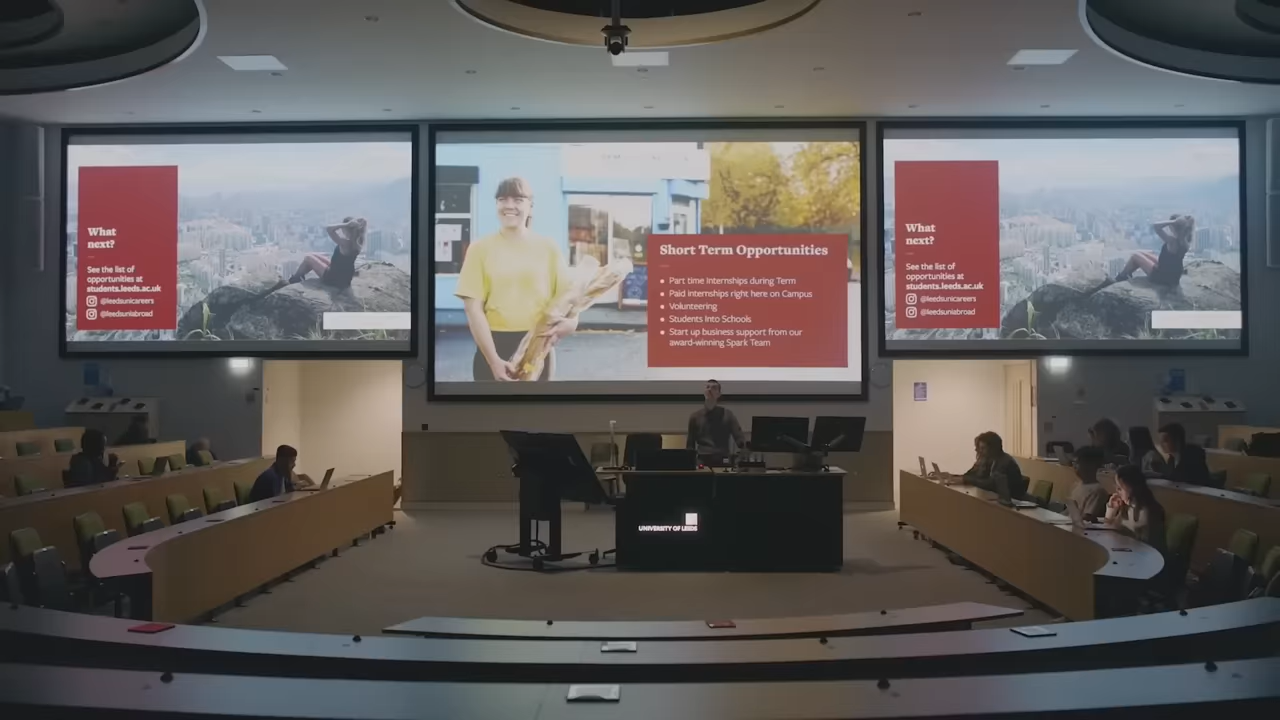 What
next?
See the list of
opportunities at
students.leeds.ac.uk
@leedsunicareers
@leedsuniabroad
Short Term Opportunities
Part time Internships during Term
Paid internships right here on Campus
Volunteering
Students Into Schools
Start up business support from our
award-winning Spark Team
What
next?
See the list of
opportunities at
students.leeds.ac.uk
@leedsunicareers
@leedsuniabroad
UNIVERSITY OF LEEDS